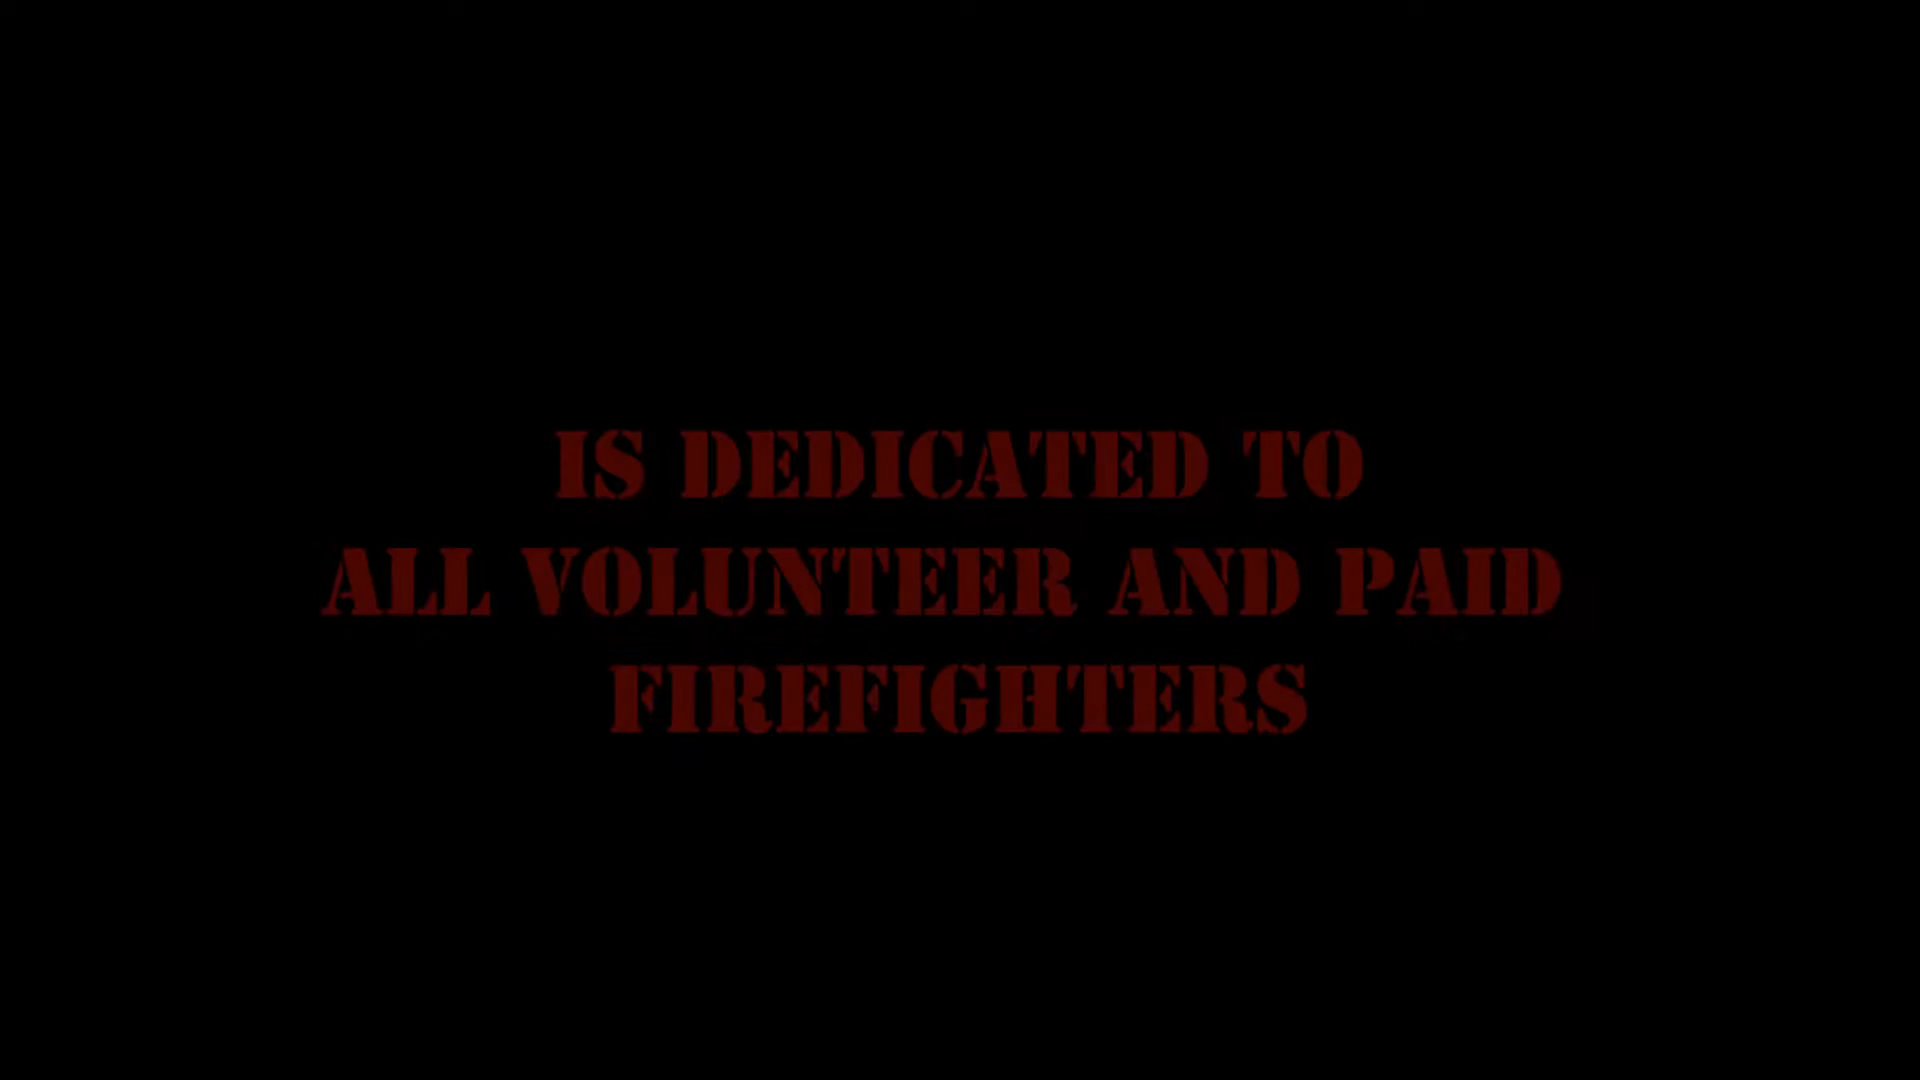 IS DEDICATED TO
ALL VOLUNTEER AND PAID
FIREFIGHTERS